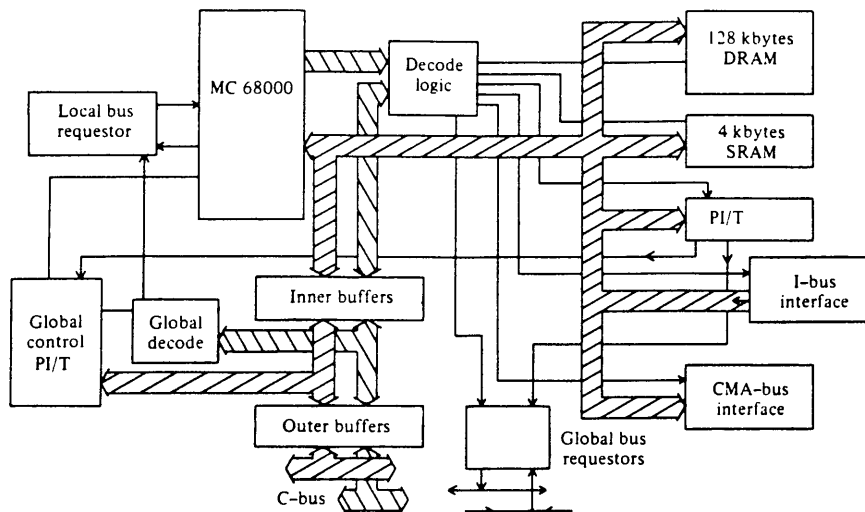 128 kbytes
DRAM
MC 68000
Decode
logic
Local bus
requestor
4 kbytes
SRAM
PI/T
I-bus
interface
Inner buffers
Global
control
PI/T
Global
decode
CMA-bus
interface
Outer buffers
Global bus
requestors
C-bus